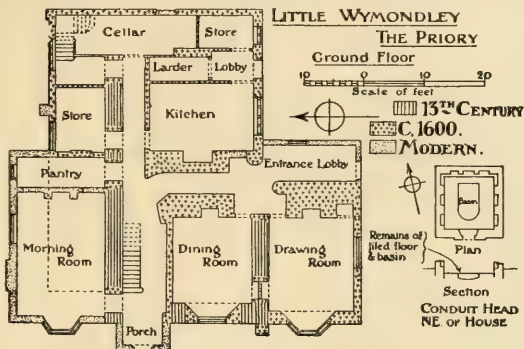 LITTLE WYMONDLEY
THE PRIORY
GROUND FLOOR
10 0 10 20
Scale of feet
13TH CENTURY
C. 1600.
MODERN.
Cellar
Store
Larder
Lobby
Store
Kitchen
Pantry
Entrance Lobby
Morning
Room
Dining
Room
Drawing
Room
Porch
Basin
Plan
Remains of
tiled floor
& basin
Section
CONDUIT HEAD
NE. OF HOUSE